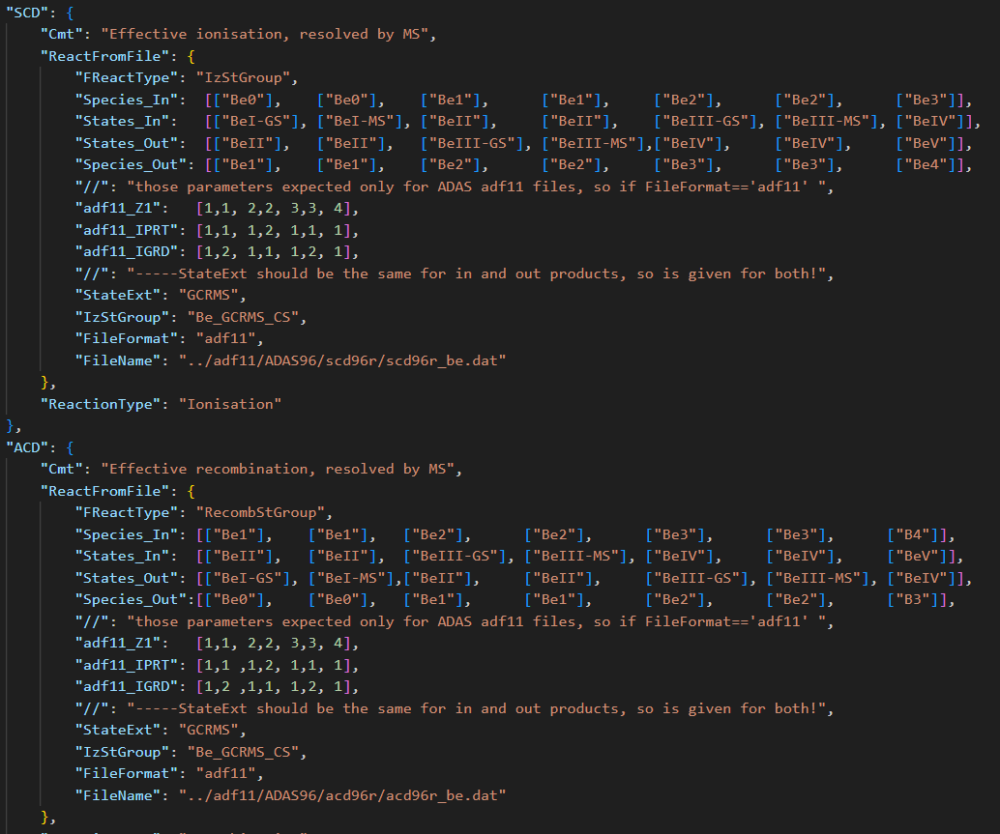 "SCD": {
"Cmt": "Effective ionisation, resolved by MS",
"ReactFromFile": {
"FReactType": "IzStGroup",
"Species_In":  [["Be0"],    ["Be0"],    ["Be1"],      ["Be1"],     ["Be2"],      ["Be2"],      ["Be3"]],
"States_In":   [["BeI-GS"], ["BeI-MS"], ["BeII"],     ["BeII"],    ["BeIII-GS"], ["BeIII-MS"], ["BeIV"]],
"States_Out":  [["BeII"],   ["BeII"],   ["BeIII-GS"], ["BeIII-MS"],["BeIV"],     ["BeIV"],     ["BeV"]],
"Species_Out": [["Be1"],    ["Be1"],    ["Be2"],      ["Be2"],     ["Be3"],      ["Be3"],      ["Be4"]],
"//": "those parameters expected only for ADAS adf11 files, so if FileFormat=='adf11' ",
"adf11_Z1":   [1,1, 2,2, 3,3, 4],
"adf11_IPRT": [1,1, 1,2, 1,1, 1],
"adf11_IGRD": [1,2, 1,1, 1,2, 1],
"//": "-----StateExt should be the same for in and out products, so is given for both!",
"StateExt": "GCRMS",
"IzStGroup": "Be_GCRMS_CS",
"FileFormat": "adf11",
"FileName": "../adf11/ADAS96/scd96r/scd96r_be.dat"
},
"ReactionType": "Ionisation"
},
"ACD": {
"Cmt": "Effective recombination, resolved by MS",
"ReactFromFile": {
"FReactType": "RecombStGroup",
"Species_In": [["Be1"],    ["Be1"],   ["Be2"],      ["Be2"],      ["Be3"],      ["Be3"],      ["B4"]],
"States_In":  [["BeII"],   ["BeII"],  ["BeIII-GS"], ["BeIII-MS"], ["BeIV"],     ["BeIV"],     ["BeV"]],
"States_Out": [["BeI-GS"], ["BeI-MS"],["BeII"],     ["BeII"],     ["BeIII-GS"], ["BeIII-MS"], ["BeIV"]],
"Species_Out":[["Be0"],    ["Be0"],   ["Be1"],      ["Be1"],      ["Be2"],      ["Be2"],      ["B3"]],
"//": "those parameters expected only for ADAS adf11 files, so if FileFormat=='adf11' ",
"adf11_Z1":   [1,1, 2,2, 3,3, 4],
"adf11_IPRT": [1,1 ,1,2, 1,1, 1],
"adf11_IGRD": [1,2 ,1,1, 1,2, 1],
"//": "-----StateExt should be the same for in and out products, so is given for both!",
"StateExt": "GCRMS",
"IzStGroup": "Be_GCRMS_CS",
"FileFormat": "adf11",
"FileName": "../adf11/ADAS96/acd96r/acd96r_be.dat"
},